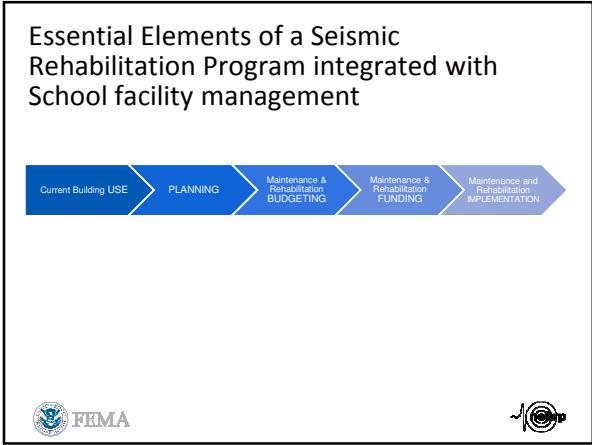 Essential Elements of a Seismic
Rehabilitation Program integrated with
School facility management
Current Building USE
PLANNING
Maintenance &
Rehabilitation
BUDGETING
Maintenance &
Rehabilitation
FUNDING
Maintenance and
Rehabilitation
IMPLEMENTATION
FEMA
nehrp